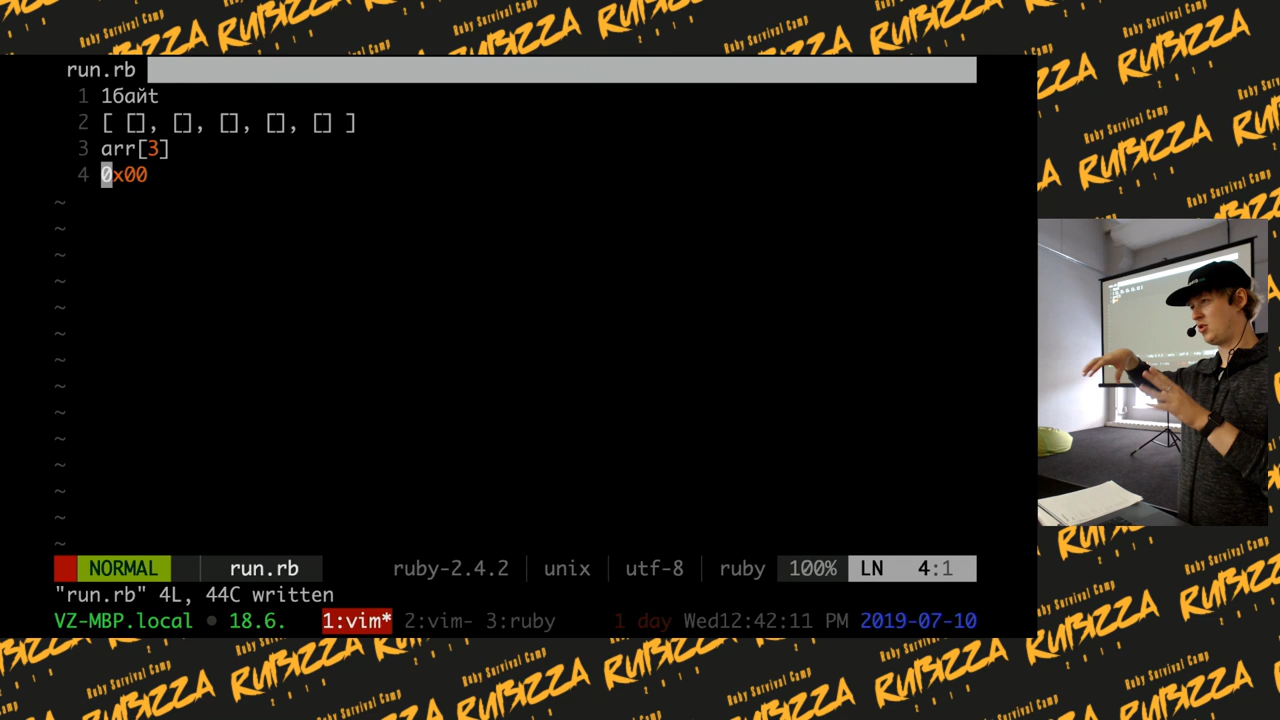 Ruby Survival Camp
RUBIZZA
2019
run.rb
1 1байт
2 [ [], [], [], [], [] ]
3 arr[3]
4 0x00
~
~
~
~
~
~
~
~
~
~
~
~
~
~
NORMAL run.rb ruby-2.4.2 unix utf-8 ruby 100% LN 4:1
"run.rb" 4L, 44C written
VZ-MBP.local • 18.6. 1:vim* 2:vim- 3:ruby 1 day Wed12:42:11 PM 2019-07-10